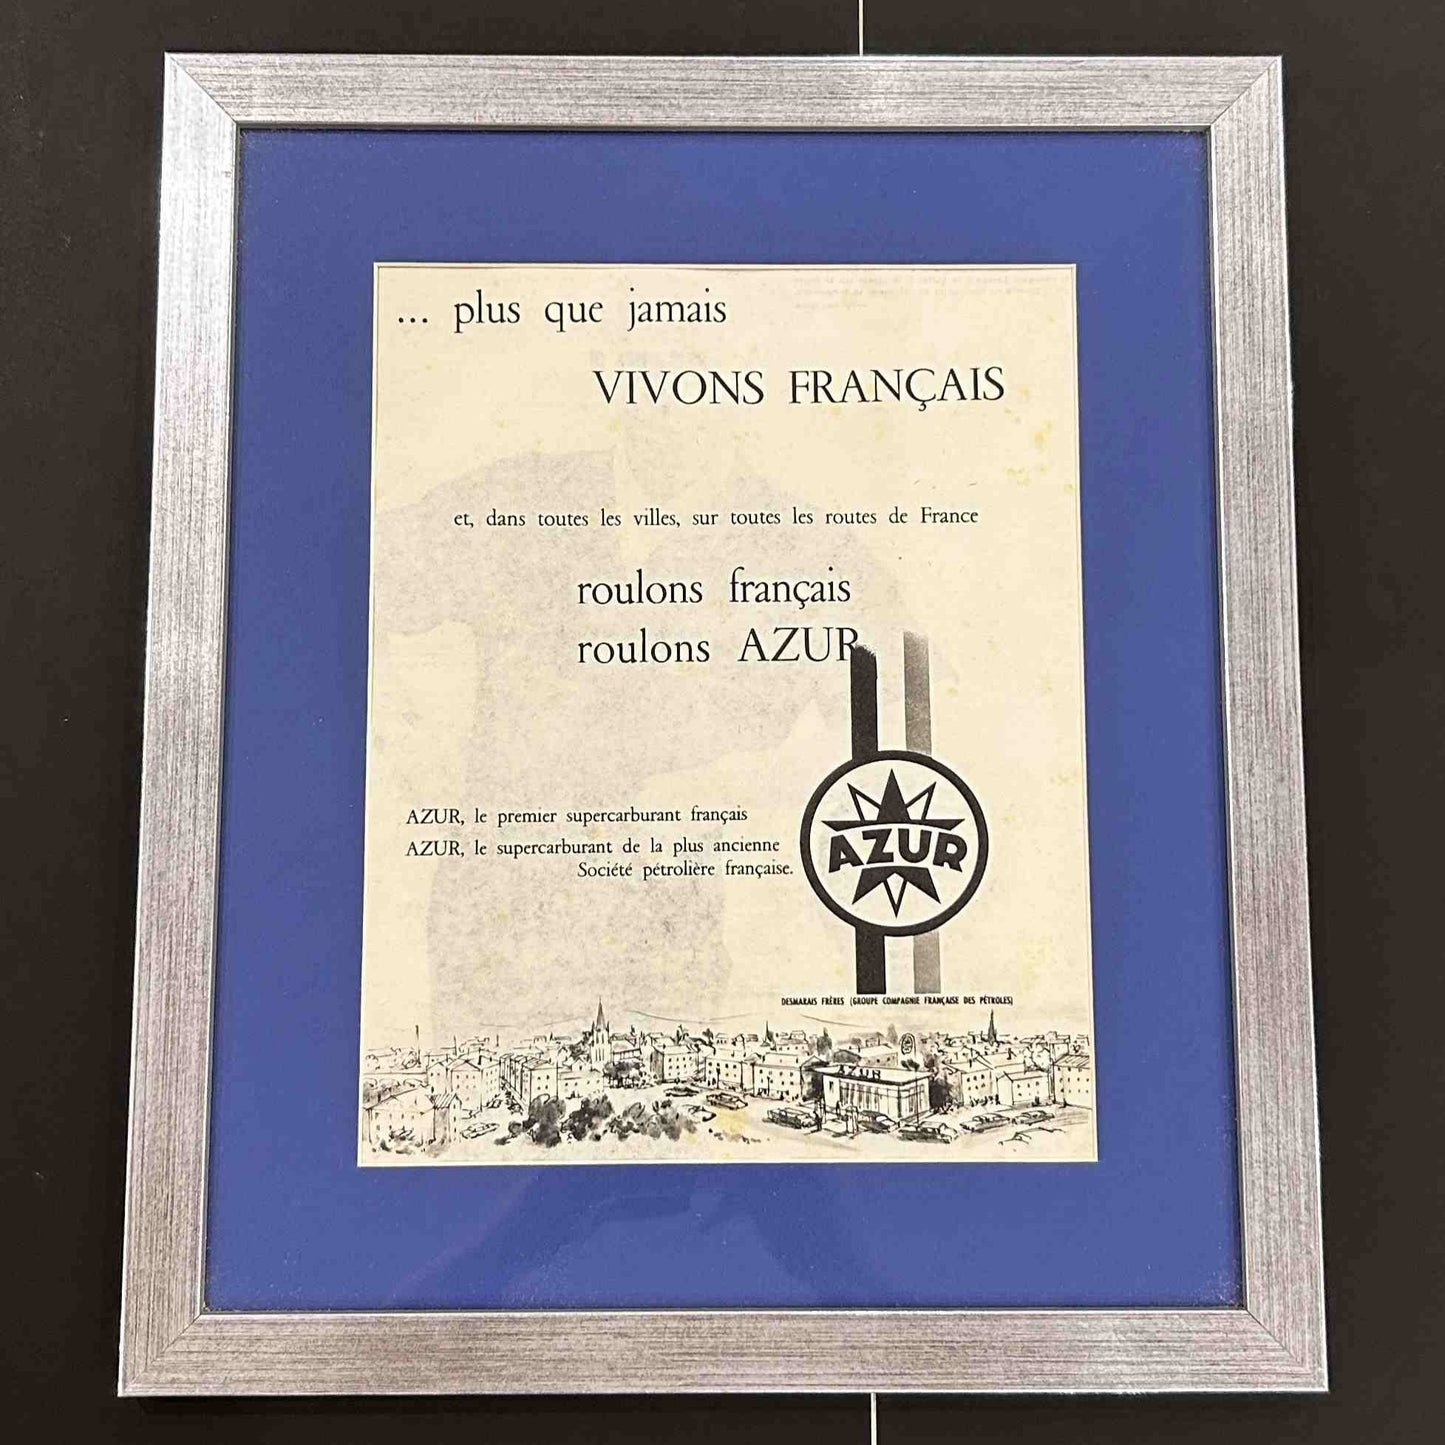 ... plus que jamais
VIVONS FRANÇAIS
et, dans toutes les villes, sur toutes les routes de France
roulons français
roulons AZUR
AZUR, le premier supercarburant français
AZUR, le supercarburant de la plus ancienne
Société pétrolière française.
AZUR
DESMARAIS FRÈRES (GROUPE COMPAGNIE FRANÇAISE DES PÉTROLES)
AZUR